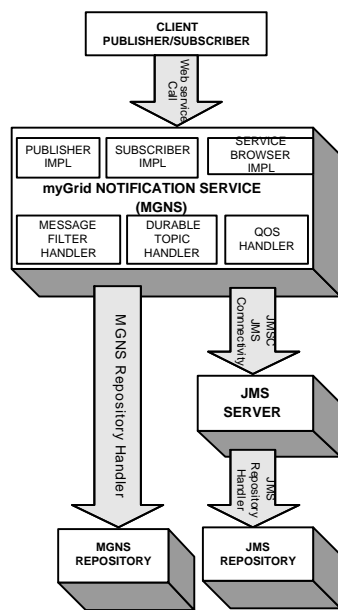 CLIENT
PUBLISHER/SUBSCRIBER
Web service
Call
PUBLISHER
IMPL
SUBSCRIBER
IMPL
SERVICE
BROWSER
IMPL
myGrid NOTIFICATION SERVICE
(MGNS)
MESSAGE
FILTER
HANDLER
DURABLE
TOPIC
HANDLER
QOS
HANDLER
MGNS Repository Handler
JMSC
JMS
Commnectivity
JMS
SERVER
JMS
Repository
Handler
MGNS
REPOSITORY
JMS
REPOSITORY